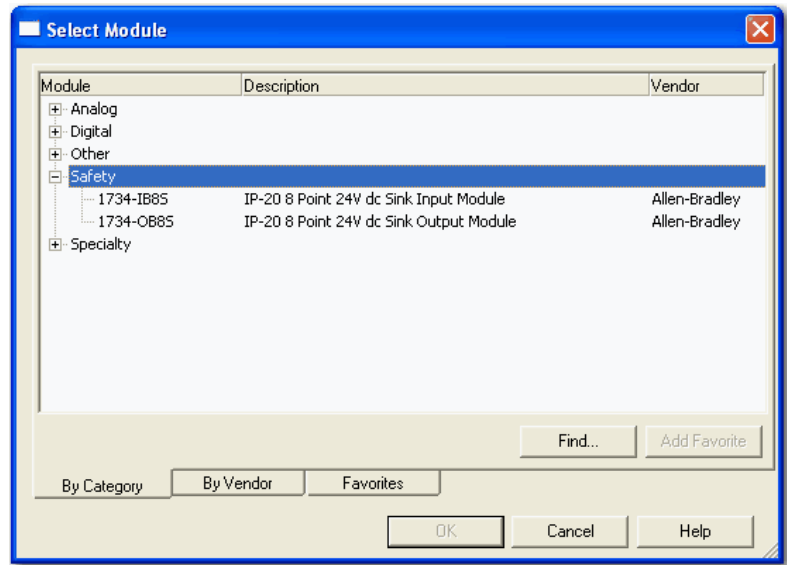 Select Module
Module Description Vendor
Analog
Digital
Other
Safety
1734-IB8S IP-20 8 Point 24V dc Sink Input Module Allen-Bradley
1734-OB8S IP-20 8 Point 24V dc Sink Output Module Allen-Bradley
Specialty
Find... Add Favorite
By Category By Vendor Favorites
OK Cancel Help